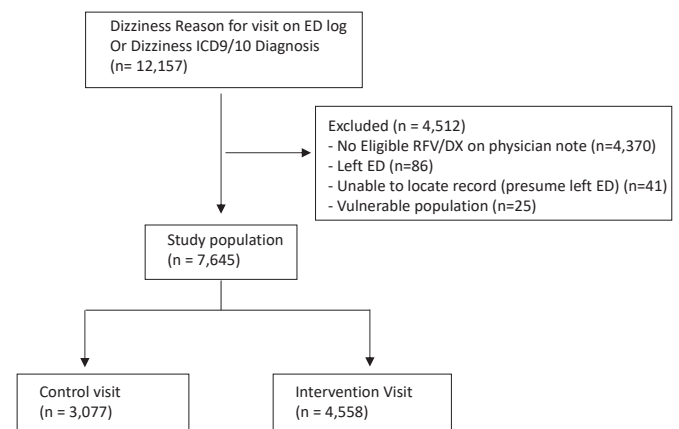 Dizziness Reason for visit on ED log
Or Dizziness ICD9/10 Diagnosis
(n= 12,157)
Excluded (n = 4,512)
- No Eligible RFV/DX on physician note (n=4,370)
- Left ED (n=86)
- Unable to locate record (presume left ED) (n=41)
- Vulnerable population (n=25)
Study population
(n = 7,645)
Control visit
(n = 3,077)
Intervention Visit
(n = 4,558)